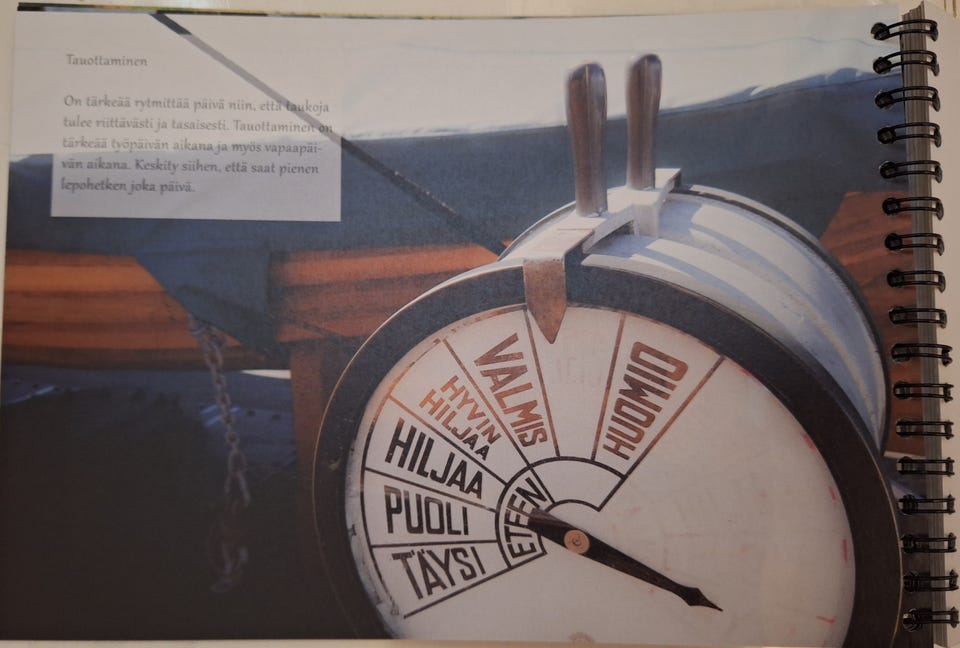 Tauottaminen
On tärkeää rytmittää päivä niin, että taukoja
tulee riittävästi ja tasaisesti. Tauottaminen on
tärkeää työpäivän aikana ja myös vapaapäi-
vän aikana. Keskity siihen, että saat pienen
lepohetken joka päivä.
HUOMIO
VALMIS
HYVIN
HILJAA
HILJAA
PUOLI
TÄYSI
ETEEN